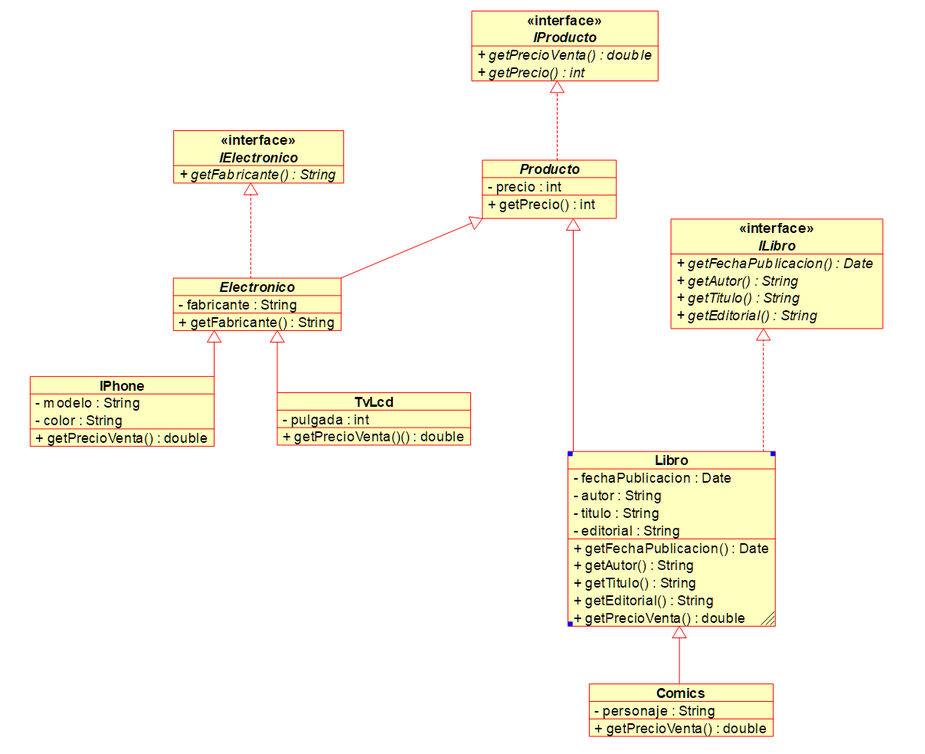 «interface»
IProducto
+ getPrecioVenta() : double
+ getPrecio() : int
«interface»
IElectronico
+ getFabricante() : String
Producto
- precio : int
+ getPrecio() : int
«interface»
ILibro
+ getFechaPublicacion() : Date
+ getAutor() : String
+ getTitulo() : String
+ getEditorial() : String
Electronico
- fabricante : String
+ getFabricante() : String
IPhone
- modelo : String
- color : String
+ getPrecioVenta() : double
TvLcd
- pulgada : int
+ getPrecioVenta()() : double
Libro
- fechaPublicacion : Date
- autor : String
- titulo : String
- editorial : String
+ getFechaPublicacion() : Date
+ getAutor() : String
+ getTitulo() : String
+ getEditorial() : String
+ getPrecioVenta() : double
Comics
- personaje : String
+ getPrecioVenta() : double